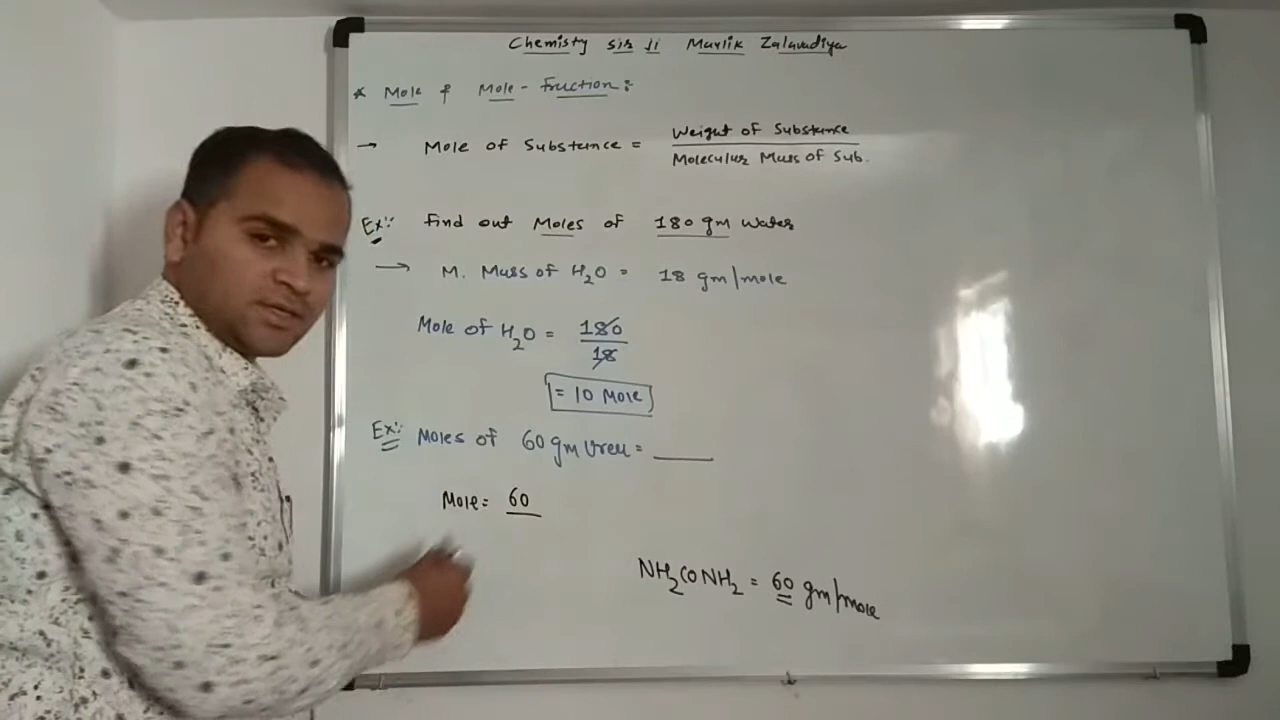 Chemisty sir ji Mavlik Zalavadiya
* Mole & Mole-fruction:
→ Mole of Substance = Weight of Substance / Molecular Mass of Sub.
Ex:- find out Moles of 180 gm water
→ M. Mass of H₂O = 18 gm/mole
Mole of H₂O = 180 / 18
= 10 Mole
Ex:- Moles of 60 gm Urea = ____
Mole = 60
NH₂CONH₂ = 60 gm/mole